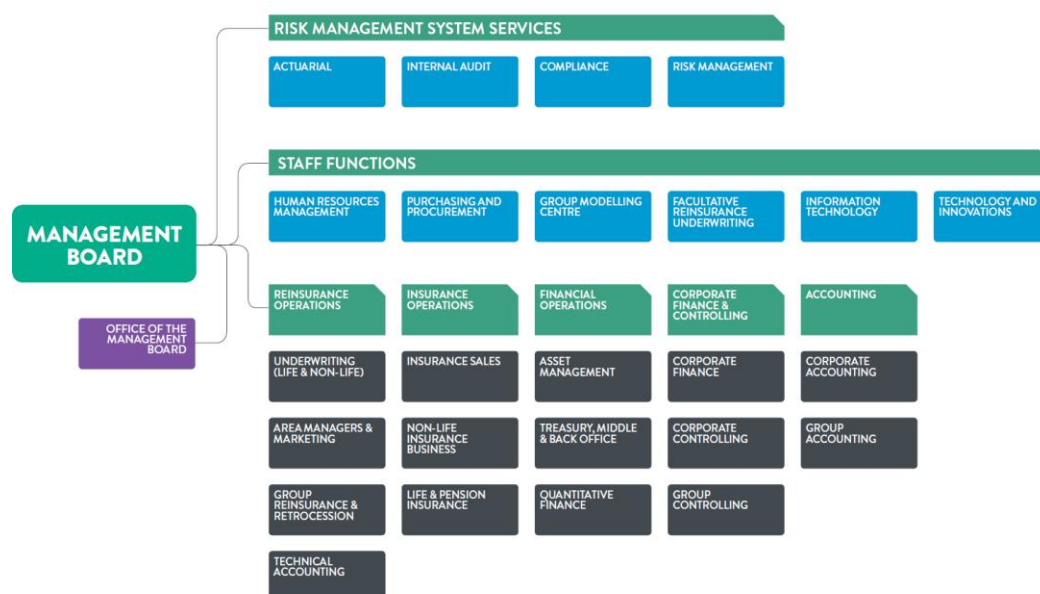 RISK MANAGEMENT SYSTEM SERVICES
ACTUARIAL
INTERNAL AUDIT
COMPLIANCE
RISK MANAGEMENT
STAFF FUNCTIONS
HUMAN RESOURCES
MANAGEMENT
PURCHASING AND
PROCUREMENT
GROUP MODELLING
CENTRE
FACULTATIVE
REINSURANCE
UNDERWRITING
INFORMATION
TECHNOLOGY
TECHNOLOGY AND
INNOVATIONS
MANAGEMENT
BOARD
OFFICE OF THE
MANAGEMENT
BOARD
REINSURANCE
OPERATIONS
INSURANCE
OPERATIONS
FINANCIAL
OPERATIONS
CORPORATE
FINANCE &
CONTROLLING
ACCOUNTING
UNDERWRITING
(LIFE & NON-LIFE)
INSURANCE SALES
ASSET
MANAGEMENT
CORPORATE
FINANCE
CORPORATE
ACCOUNTING
AREA MANAGERS &
MARKETING
NON-LIFE
INSURANCE
BUSINESS
TREASURY, MIDDLE
& BACK OFFICE
CORPORATE
CONTROLLING
GROUP
ACCOUNTING
GROUP
REINSURANCE &
RETROCESSION
LIFE & PENSION
INSURANCE
QUANTITATIVE
FINANCE
GROUP
CONTROLLING
TECHNICAL
ACCOUNTING